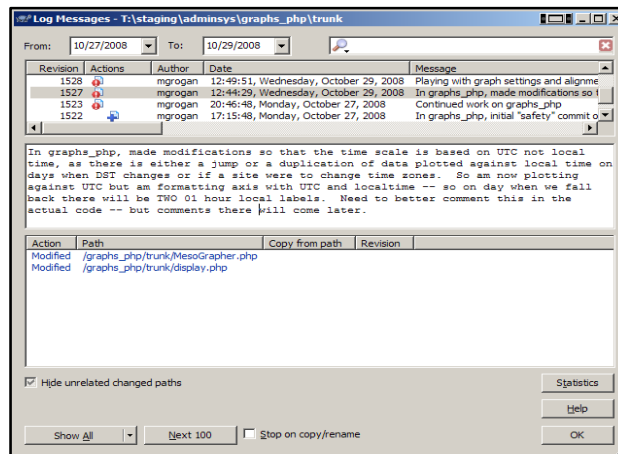 Log Messages - T:\staging\adminsys\graphs_php\trunk
From: 10/27/2008 To: 10/29/2008
Revision Actions Author Date Message
1528 mgrogan 12:49:51, Wednesday, October 29, 2008 Playing with graph settings and alignme
1527 mgrogan 12:44:29, Wednesday, October 29, 2008 In graphs_php, made modifications so t
1523 mgrogan 20:46:48, Monday, October 27, 2008 Continued work on graphs_php
1522 mgrogan 17:15:48, Monday, October 27, 2008 In graphs_php, initial "safety" commit o
In graphs_php, made modifications so that the time scale is based on UTC not local
time, as there is either a jump or a duplication of data plotted against local time on
days when DST changes or if a site were to change time zones. So am now plotting
against UTC but am formatting axis with UTC and localtime -- so on day when we fall
back there will be TWO 01 hour local labels. Need to better comment this in the
actual code -- but comments there will come later.
Action Path Copy from path Revision
Modified /graphs_php/trunk/MesoGrapher.php
Modified /graphs_php/trunk/display.php
Hide unrelated changed paths
Statistics
Help
Show All Next 100 Stop on copy/rename OK